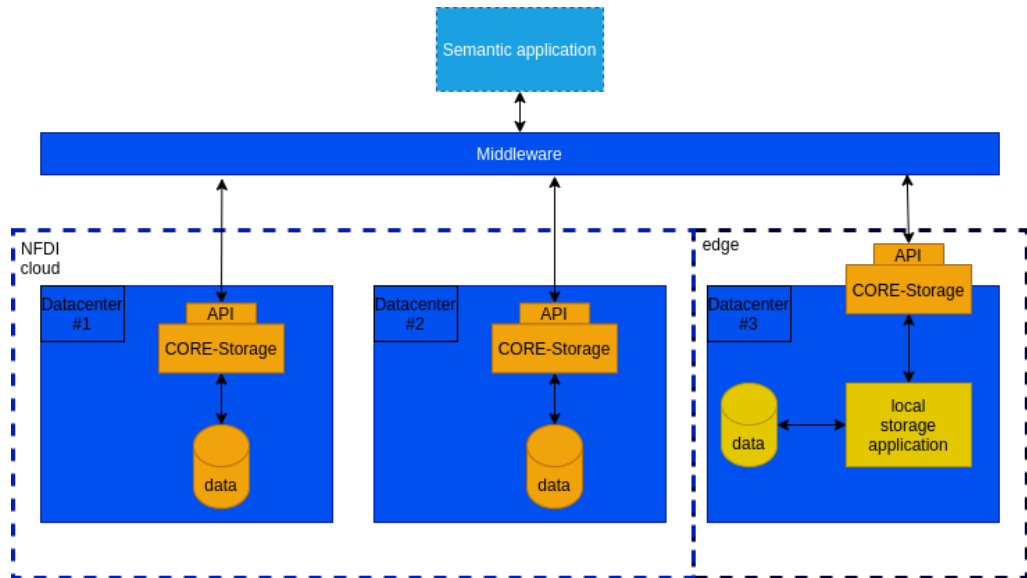 Semantic application
Middleware
NFDI
cloud
edge
Datacenter
#1
API
CORE-Storage
data
Datacenter
#2
API
CORE-Storage
data
Datacenter
#3
API
CORE-Storage
data
local
storage
application